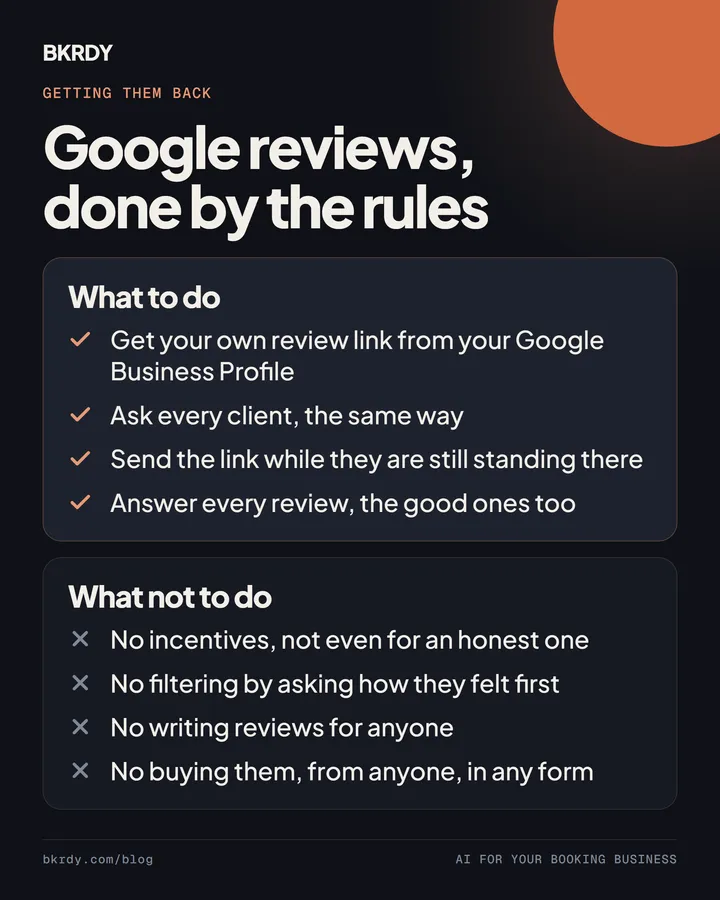 BKRDY
GETTING THEM BACK
Google reviews,
done by the rules
What to do
Get your own review link from your Google
Business Profile
Ask every client, the same way
Send the link while they are still standing there
Answer every review, the good ones too
What not to do
No incentives, not even for an honest one
No filtering by asking how they felt first
No writing reviews for anyone
No buying them, from anyone, in any form
bkrdy.com/blog
AI FOR YOUR BOOKING BUSINESS